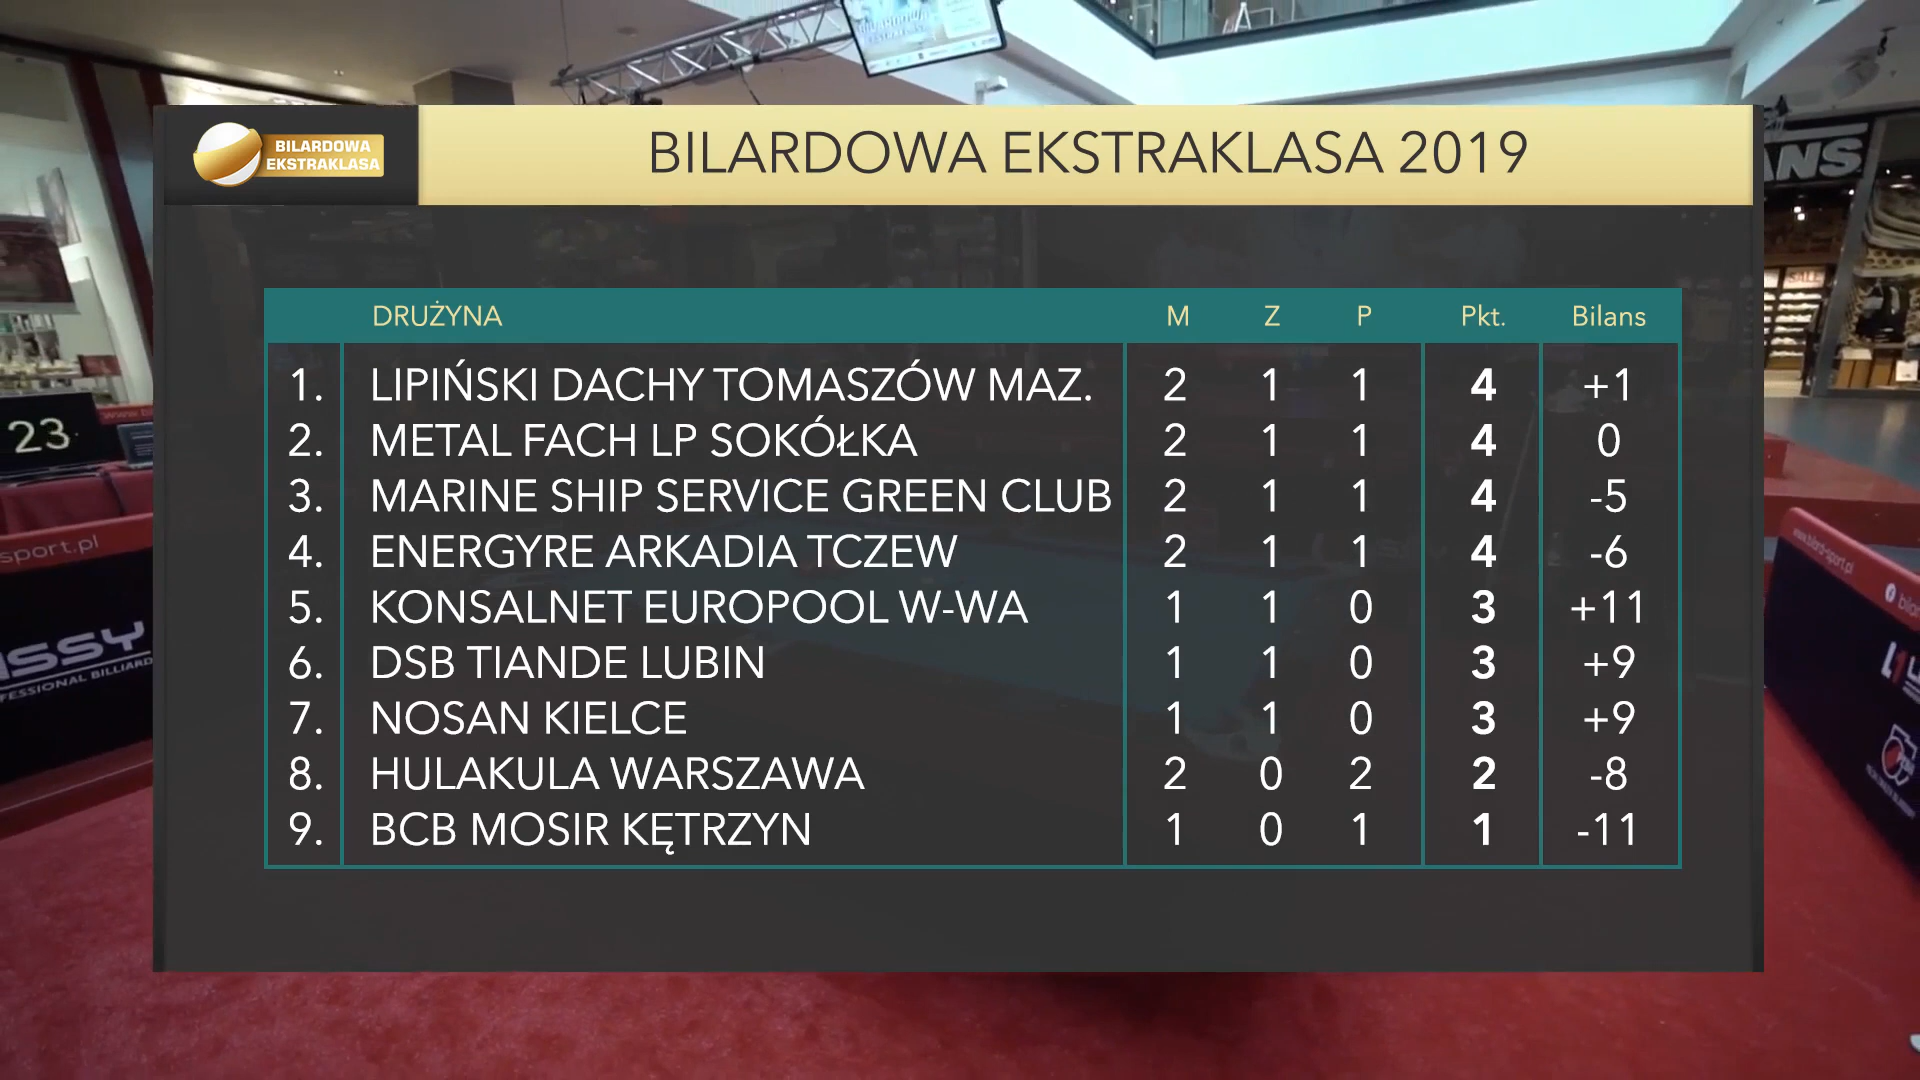 BILARDOWA
EKSTRAKLASA
BILARDOWA EKSTRAKLASA 2019
DRUŻYNA M Z P Pkt. Bilans
1. LIPIŃSKI DACHY TOMASZÓW MAZ. 2 1 1 4 +1
2. METAL FACH LP SOKÓŁKA 2 1 1 4 0
3. MARINE SHIP SERVICE GREEN CLUB 2 1 1 4 -5
4. ENERGYRE ARKADIA TCZEW 2 1 1 4 -6
5. KONSALNET EUROPOOL W-WA 1 1 0 3 +11
6. DSB TIANDE LUBIN 1 1 0 3 +9
7. NOSAN KIELCE 1 1 0 3 +9
8. HULAKULA WARSZAWA 2 0 2 2 -8
9. BCB MOSIR KĘTRZYN 1 0 1 1 -11
23
sport.pl